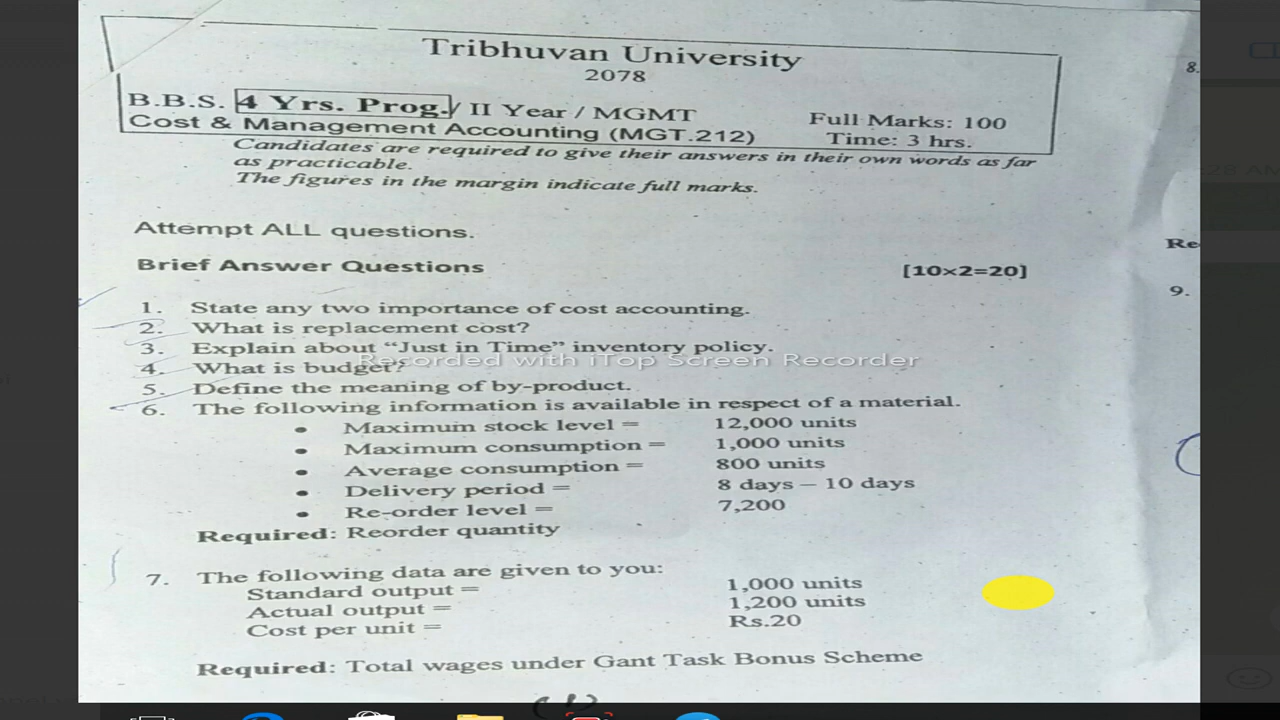 Tribhuvan University
2078
B.B.S. 4 Yrs. Prog./ II Year / MGMT Full Marks: 100
Cost & Management Accounting (MGT.212) Time: 3 hrs.
Candidates are required to give their answers in their own words as far
as practicable.
The figures in the margin indicate full marks.
Attempt ALL questions.
Brief Answer Questions [10×2=20]
1. State any two importance of cost accounting.
2. What is replacement cost?
3. Explain about “Just in Time” inventory policy.
Recorded with iTop Screen Recorder
4. What is budget?
5. Define the meaning of by-product.
6. The following information is available in respect of a material.
• Maximum stock level = 12,000 units
• Maximum consumption = 1,000 units
• Average consumption = 800 units
• Delivery period = 8 days – 10 days
• Re-order level = 7,200
Required: Reorder quantity
7. The following data are given to you:
Standard output = 1,000 units
Actual output = 1,200 units
Cost per unit = Rs.20
Required: Total wages under Gant Task Bonus Scheme
(1)
8.
Re
9.